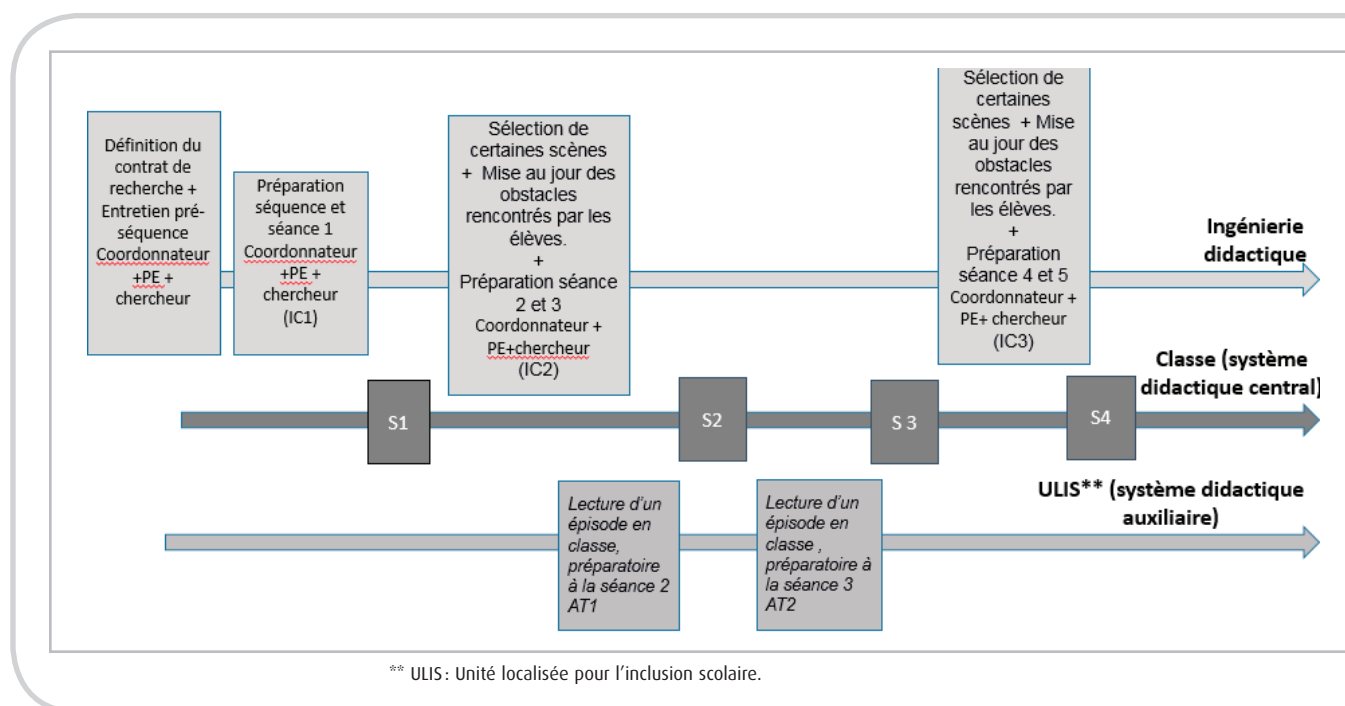 Définition du
contrat de
recherche +
Entretien pré-
séquence
Coordonnateur
+PE +
chercheur
Préparation
séquence et
séance 1
Coordonnateur
+PE +
chercheur
(IC1)
Sélection de
certaines scènes
+ Mise au jour des
obstacles
rencontrés par les
élèves.
+
Préparation séance
2 et 3
Coordonnateur +
PE+chercheur
(IC2)
Sélection de
certaines
scènes + Mise
au jour des
obstacles
rencontrés par
les élèves.
+
Préparation
séance 4 et 5
Coordonnateur +
PE+ chercheur
(IC3)
Ingénierie
didactique
Classe (système
didactique central)
S1
S2
S 3
S4
ULIS** (système didactique
auxiliaire)
Lecture d'un
épisode en
classe,
préparatoire
à la séance 2
AT1
Lecture d'un
épisode en
classe ,
préparatoire à
la séance 3
AT2
** ULIS : Unité localisée pour l'inclusion scolaire.